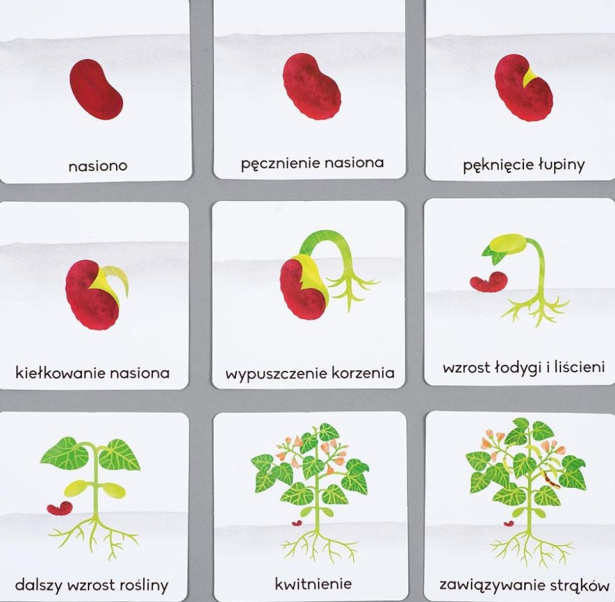 nasiono
pęcznienie nasiona
pęknięcie łupiny
kiełkowanie nasiona
wypuszczenie korzenia
wzrost łodygi i liścieni
dalszy wzrost rośliny
kwitnienie
zawiązywanie strąków